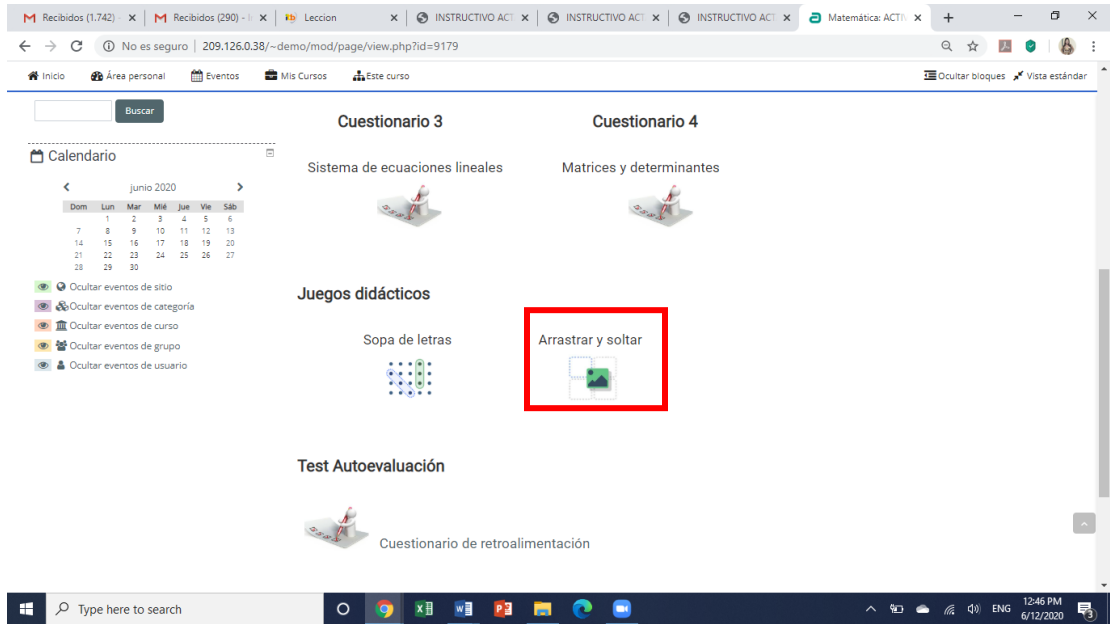 Recibidos (1.742) -
Recibidos (290) - l
Leccion
INSTRUCTIVO ACT
INSTRUCTIVO ACT
INSTRUCTIVO ACT
Matemática: ACTIV
No es seguro | 209.126.0.38/~demo/mod/page/view.php?id=9179
Inicio Área personal Eventos Mis Cursos Este curso Ocultar bloques Vista estándar
Buscar
Calendario
junio 2020
Dom Lun Mar Mié Jue Vie Sáb
1 2 3 4 5 6
7 8 9 10 11 12 13
14 15 16 17 18 19 20
21 22 23 24 25 26 27
28 29 30
Ocultar eventos de sitio
Ocultar eventos de categoría
Ocultar eventos de curso
Ocultar eventos de grupo
Ocultar eventos de usuario
Cuestionario 3 Cuestionario 4
Sistema de ecuaciones lineales Matrices y determinantes
Juegos didácticos
Sopa de letras Arrastrar y soltar
Test Autoevaluación
Cuestionario de retroalimentación
Type here to search
ENG
12:46 PM
6/12/2020
3